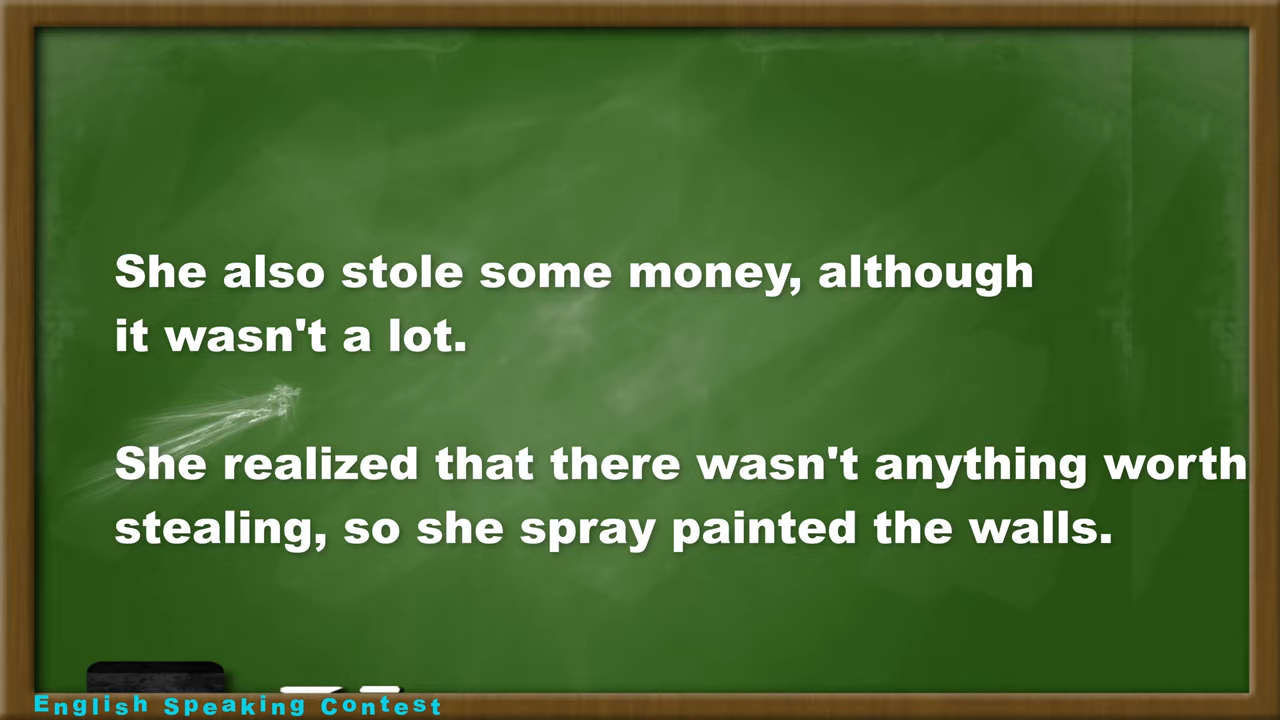 She also stole some money, although
it wasn't a lot.
She realized that there wasn't anything worth
stealing, so she spray painted the walls.
English Speaking Contest